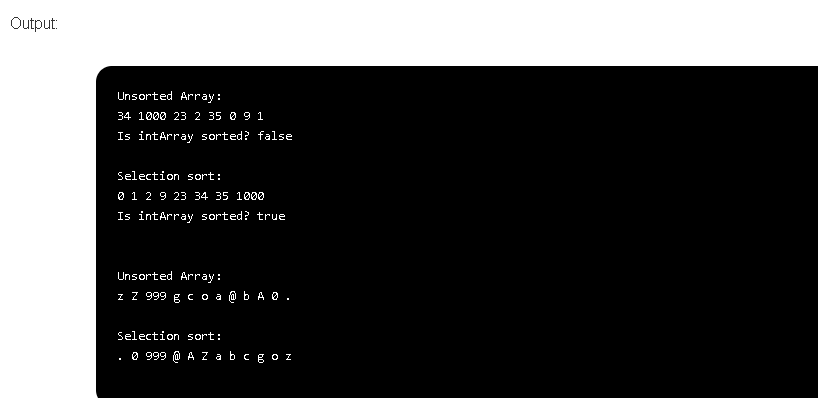 Output:
Unsorted Array:
34 1000 23 2 35 0 9 1
Is intArray sorted? false
Selection sort:
0 1 2 9 23 34 35 1000
Is intArray sorted? true
Unsorted Array:
z Z 999 g c o a @ b A 0 .
Selection sort:
. 0 999 @ A Z a b c g o z